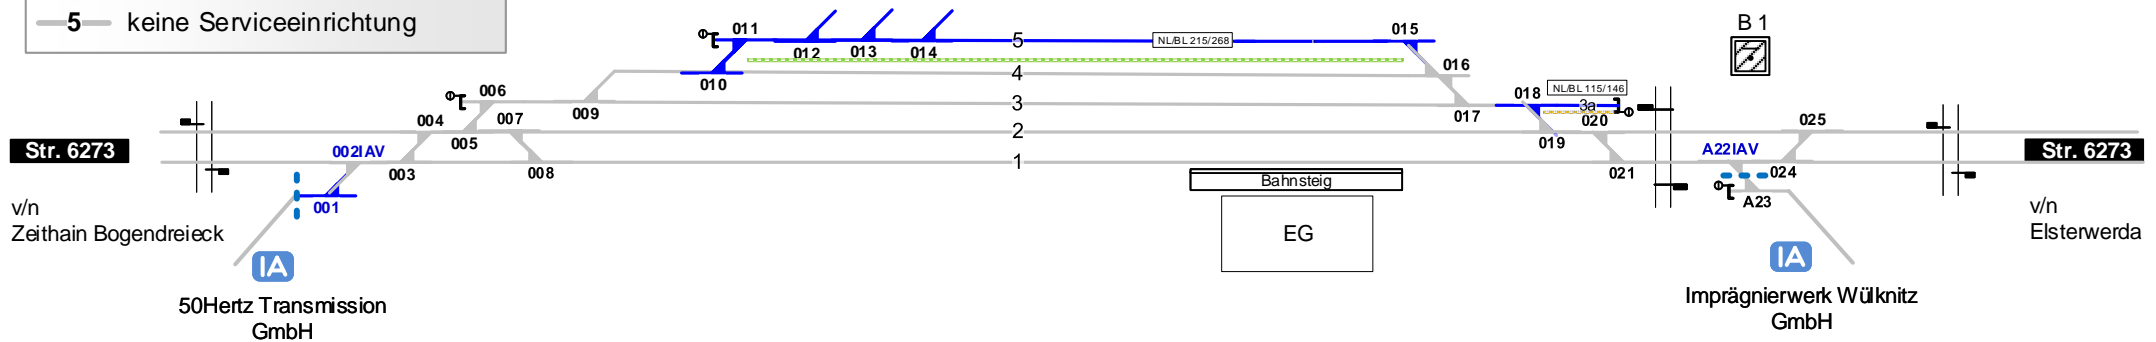 5 keine Serviceeinrichtung
B 1
011
012
013
014
5
NL/BL 215/268
015
4
010
016
006
009
3
017
018
NL/BL 115/146
3a
020
004
005
007
2
019
025
Str. 6273
002IAV
003
008
1
021
A22IAV
024
Str. 6273
001
Bahnsteig
A23
v/n
Zeithain Bogendreieck
EG
v/n
Elsterwerda
IA
50Hertz Transmission
GmbH
IA
Imprägnierwerk Wülknitz
GmbH